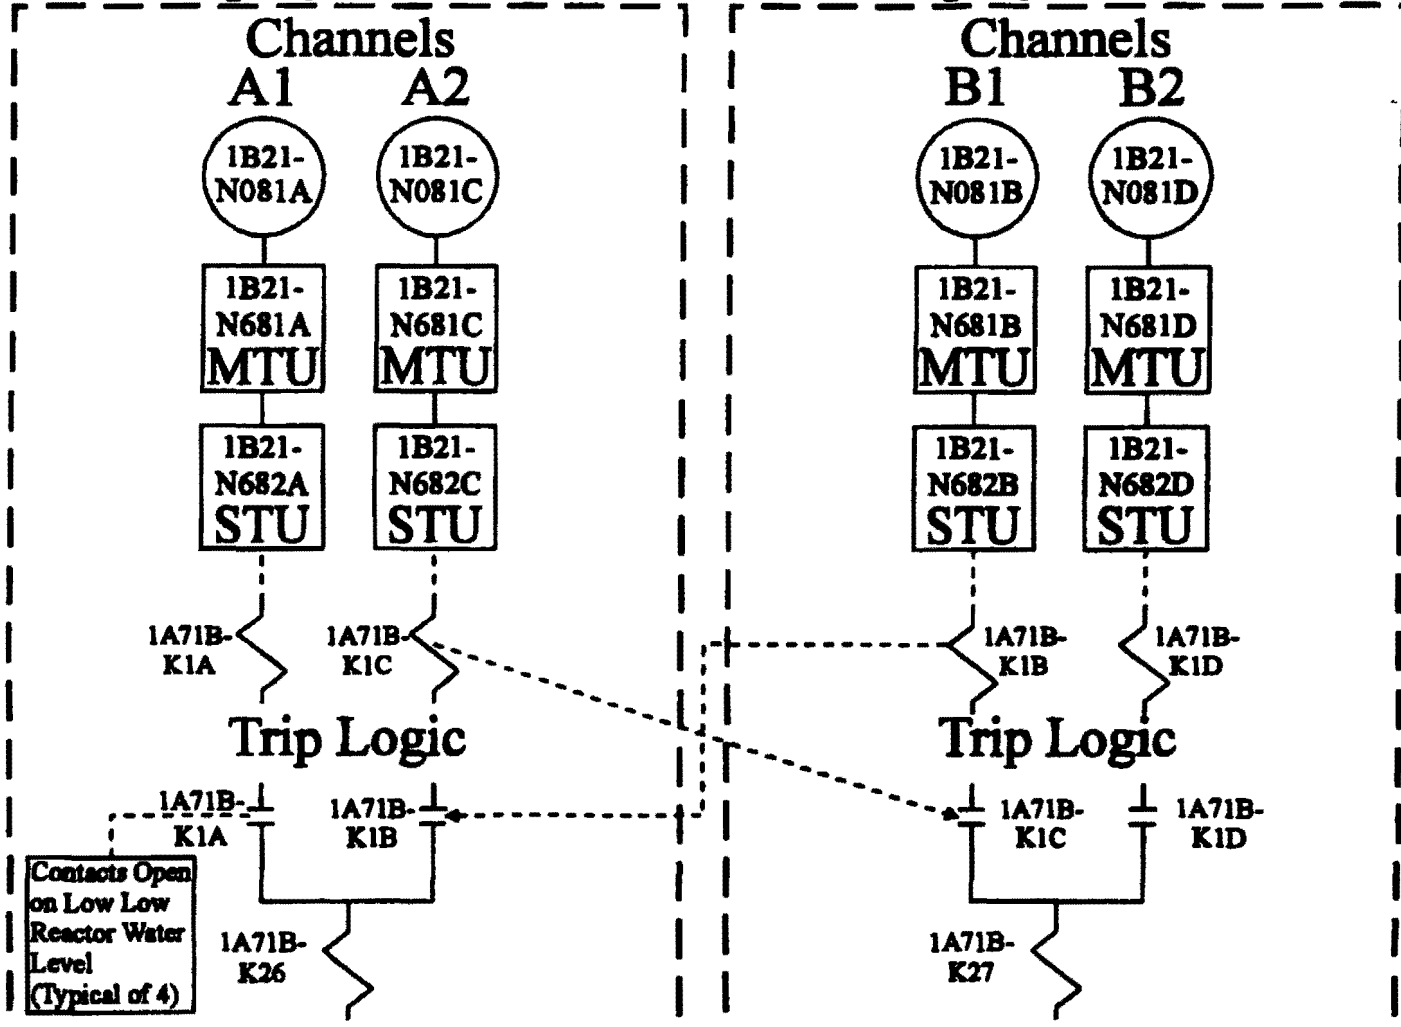 Channels
A1 A2
1B21-
N081A
1B21-
N081C
1B21-
N681A
MTU
1B21-
N681C
MTU
1B21-
N682A
STU
1B21-
N682C
STU
1A71B-
K1A
1A71B-
K1C
Trip Logic
1A71B-
K1A
1A71B-
K1B
Contacts Open
on Low Low
Reactor Water
Level
(Typical of 4)
1A71B-
K26
Channels
B1 B2
1B21-
N081B
1B21-
N081D
1B21-
N681B
MTU
1B21-
N681D
MTU
1B21-
N682B
STU
1B21-
N682D
STU
1A71B-
K1B
1A71B-
K1D
Trip Logic
1A71B-
K1C
1A71B-
K1D
1A71B-
K27